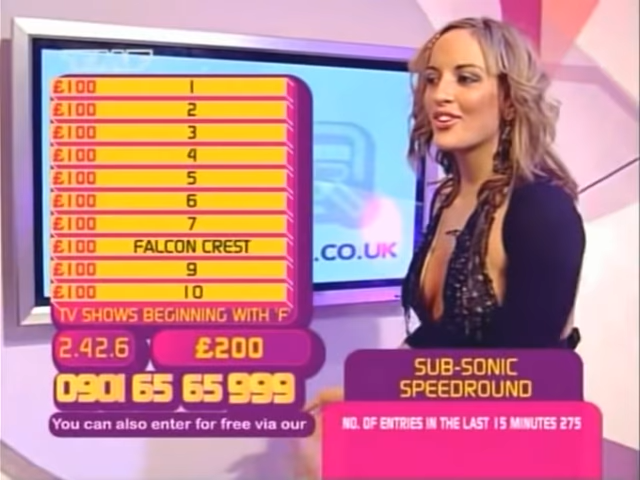 £100 1
£100 2
£100 3
£100 4
£100 5
£100 6
£100 7
£100 FALCON CREST
£100 9
£100 10
TV SHOWS BEGINNING WITH 'F'
.CO.UK
2.42.6 £200
0901 65 65 999
You can also enter for free via our
SUB-SONIC
SPEEDROUND
NO. OF ENTRIES IN THE LAST 15 MINUTES 275